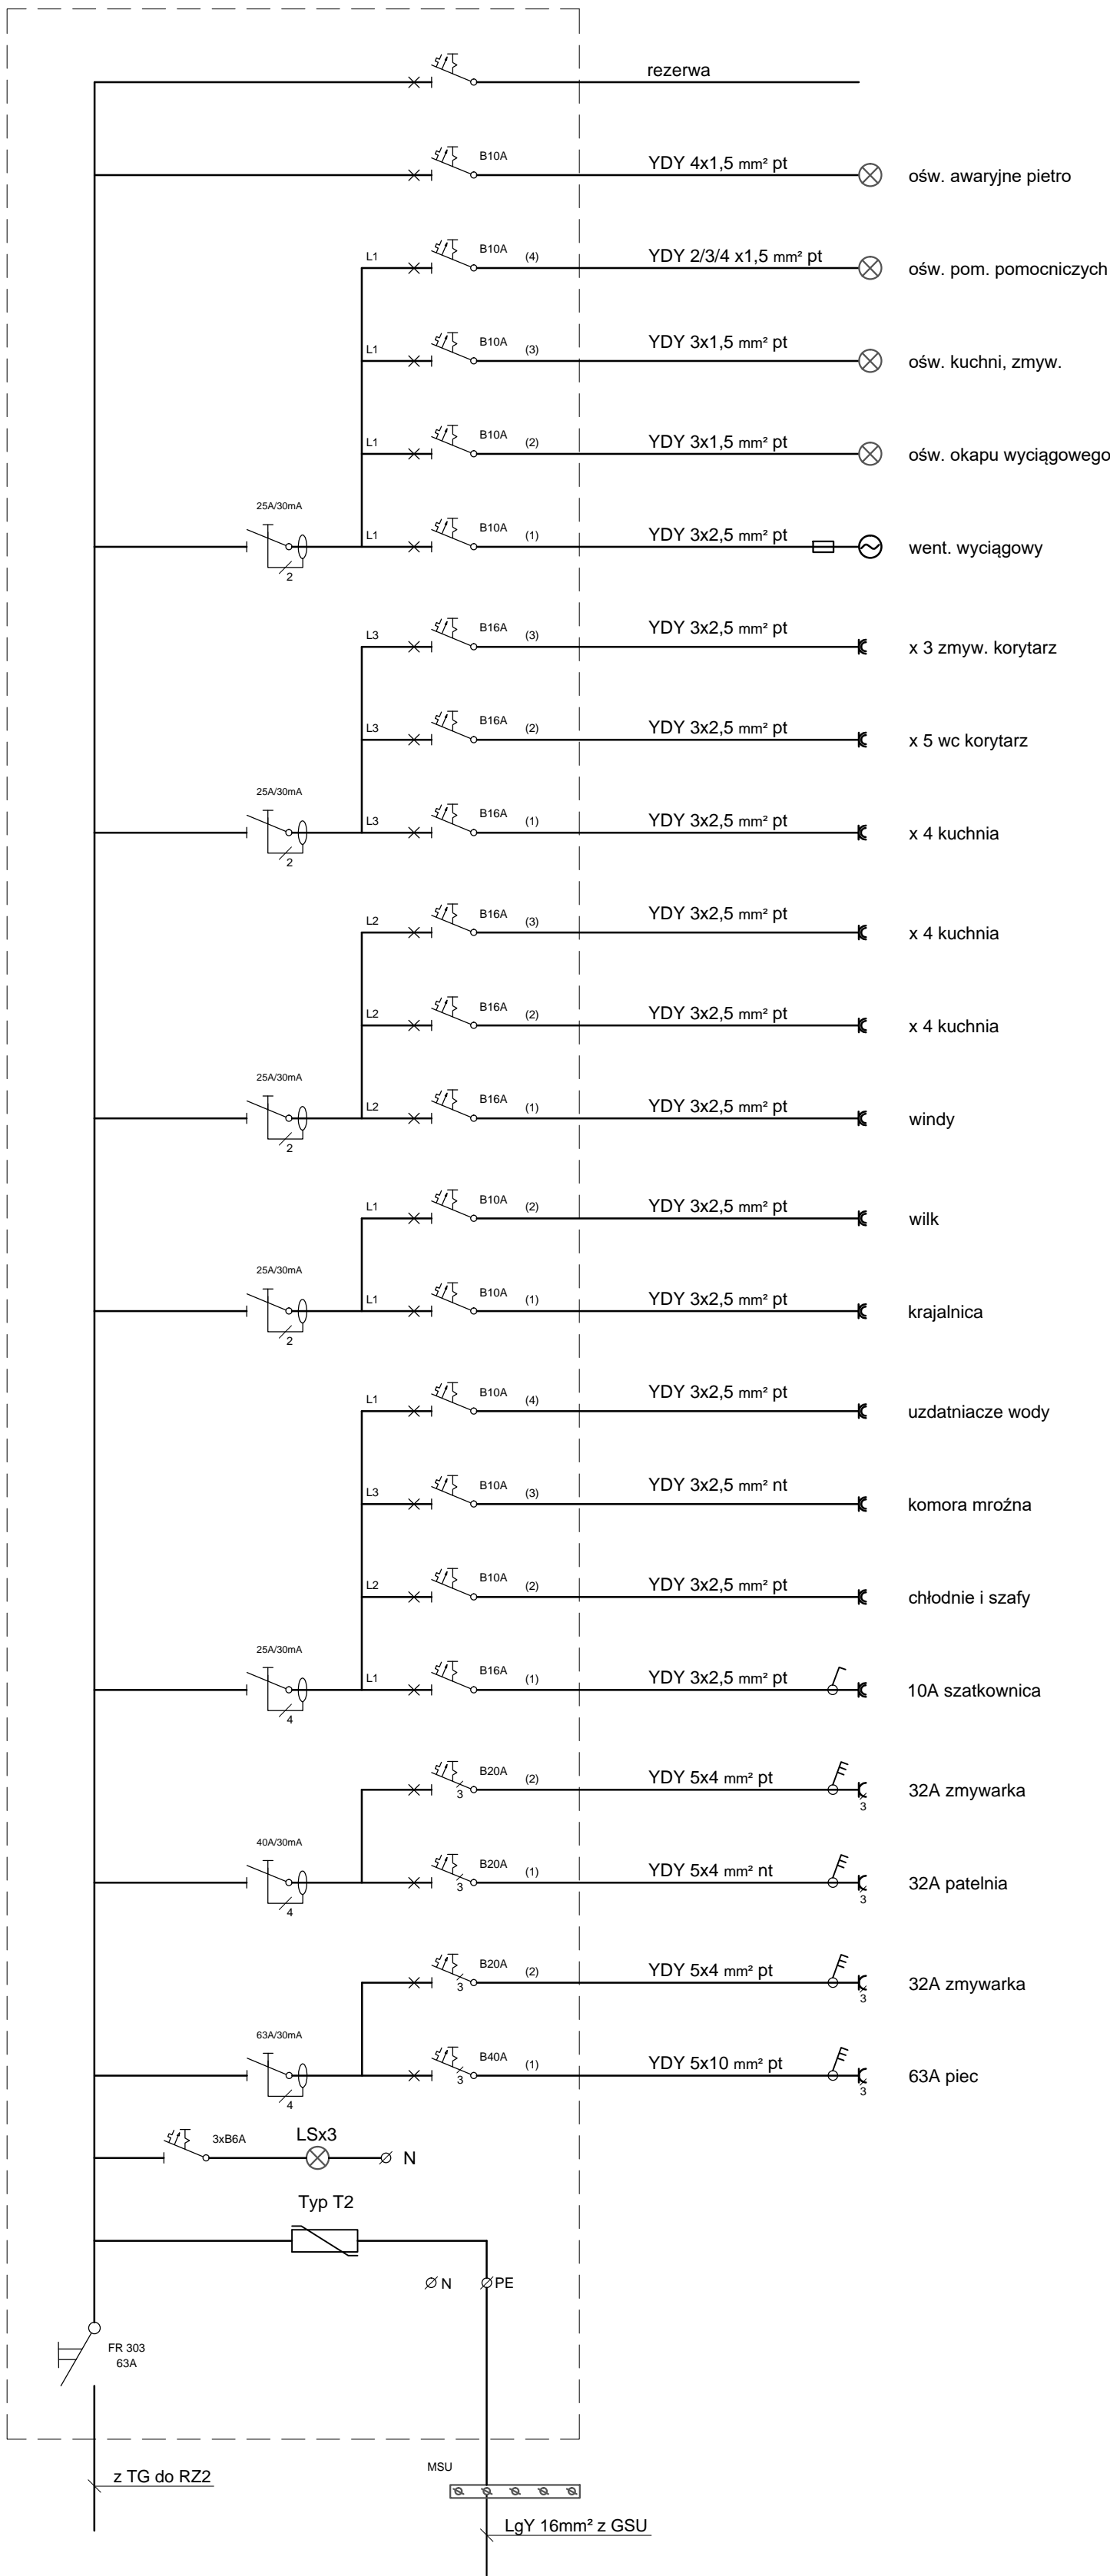 rezerwa
B10A YDY 4x1,5 mm² pt ośw. awaryjne pietro
L1 B10A (4) YDY 2/3/4 x1,5 mm² pt ośw. pom. pomocniczych
L1 B10A (3) YDY 3x1,5 mm² pt ośw. kuchni, zmyw.
L1 B10A (2) YDY 3x1,5 mm² pt ośw. okapu wyciągowego
25A/30mA
2
L1 B10A (1) YDY 3x2,5 mm² pt went. wyciągowy
L3 B16A (3) YDY 3x2,5 mm² pt x 3 zmyw. korytarz
L3 B16A (2) YDY 3x2,5 mm² pt x 5 wc korytarz
25A/30mA
2
L3 B16A (1) YDY 3x2,5 mm² pt x 4 kuchnia
L2 B16A (3) YDY 3x2,5 mm² pt x 4 kuchnia
L2 B16A (2) YDY 3x2,5 mm² pt x 4 kuchnia
25A/30mA
2
L2 B16A (1) YDY 3x2,5 mm² pt windy
L1 B10A (2) YDY 3x2,5 mm² pt wilk
25A/30mA
2
L1 B10A (1) YDY 3x2,5 mm² pt krajalnica
L1 B10A (4) YDY 3x2,5 mm² pt uzdatniacze wody
L3 B10A (3) YDY 3x2,5 mm² nt komora mroźna
L2 B10A (2) YDY 3x2,5 mm² pt chłodnie i szafy
25A/30mA
4
L1 B16A (1) YDY 3x2,5 mm² pt 10A szatkownica
B20A 3 (2) YDY 5x4 mm² pt 3 32A zmywarka
40A/30mA
4
B20A 3 (1) YDY 5x4 mm² nt 3 32A patelnia
B20A 3 (2) YDY 5x4 mm² pt 3 32A zmywarka
63A/30mA
4
B40A 3 (1) YDY 5x10 mm² pt 3 63A piec
3xB6A LSx3 N
Typ T2
N PE
FR 303
63A
z TG do RZ2
MSU
LgY 16mm² z GSU